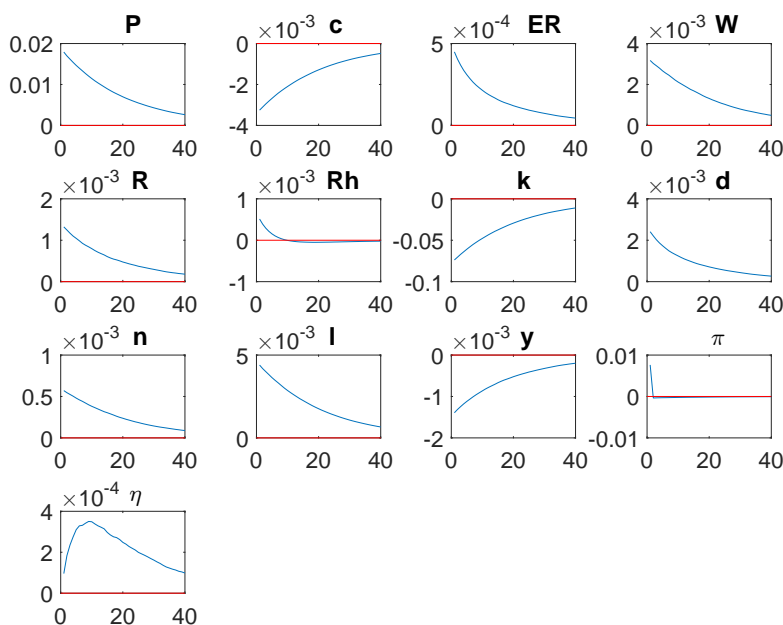 P c ER W
×10^-3 ×10^-4 ×10^-3
0.02 0 5 4
0.01 -2 2
0 -4 0 0
0 20 40 0 20 40 0 20 40 0 20 40
R Rh k d
×10^-3 ×10^-3 ×10^-3
2 1 0 4
1 0 -0.05 2
0 -1 -0.1 0
0 20 40 0 20 40 0 20 40 0 20 40
n l y π
×10^-3 ×10^-3 ×10^-3
1 5 0 0.01
0.5 -1 0
0 0 -2 -0.01
0 20 40 0 20 40 0 20 40 0 20 40
×10^-4 η
4
2
0
0 20 40